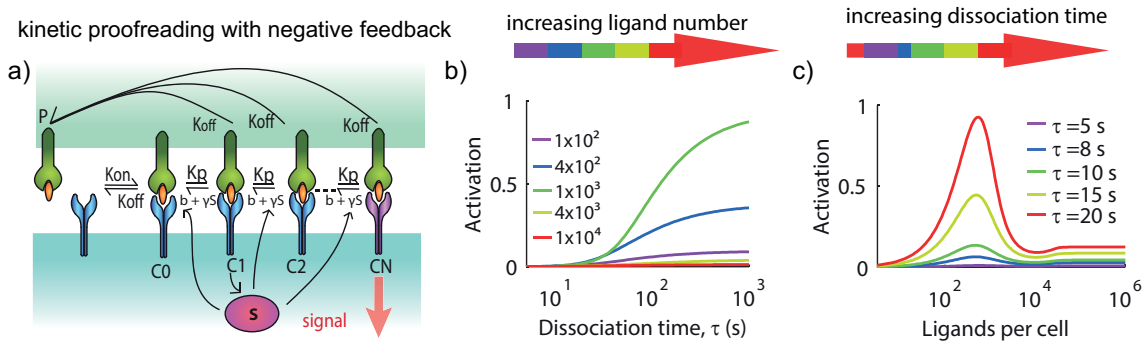 kinetic proofreading with negative feedback
a)
P
Koff
Koff
Koff
Kon
Koff
Kp
b + γS
Kp
b + γS
Kp
b + γS
C0
C1
C2
CN
S
signal
increasing ligand number
b)
Activation
1
0.5
0
1x10²
4x10²
1x10³
4x10³
1x10⁴
10¹
10²
10³
Dissociation time, τ (s)
increasing dissociation time
c)
Activation
1
0.5
0
τ =5 s
τ =8 s
τ =10 s
τ =15 s
τ =20 s
10²
10⁴
10⁶
Ligands per cell